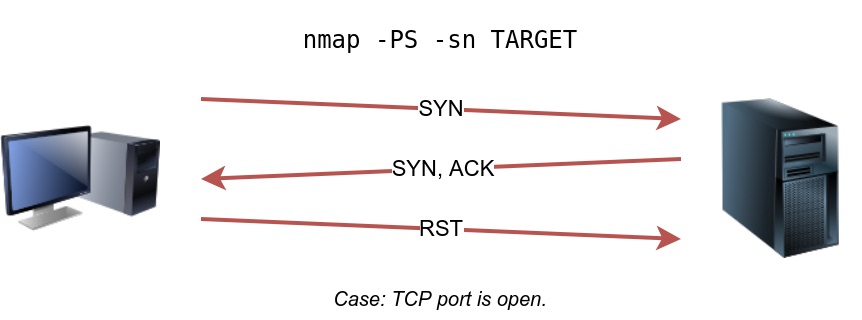 nmap -PS -sn TARGET
SYN
SYN, ACK
RST
Case: TCP port is open.